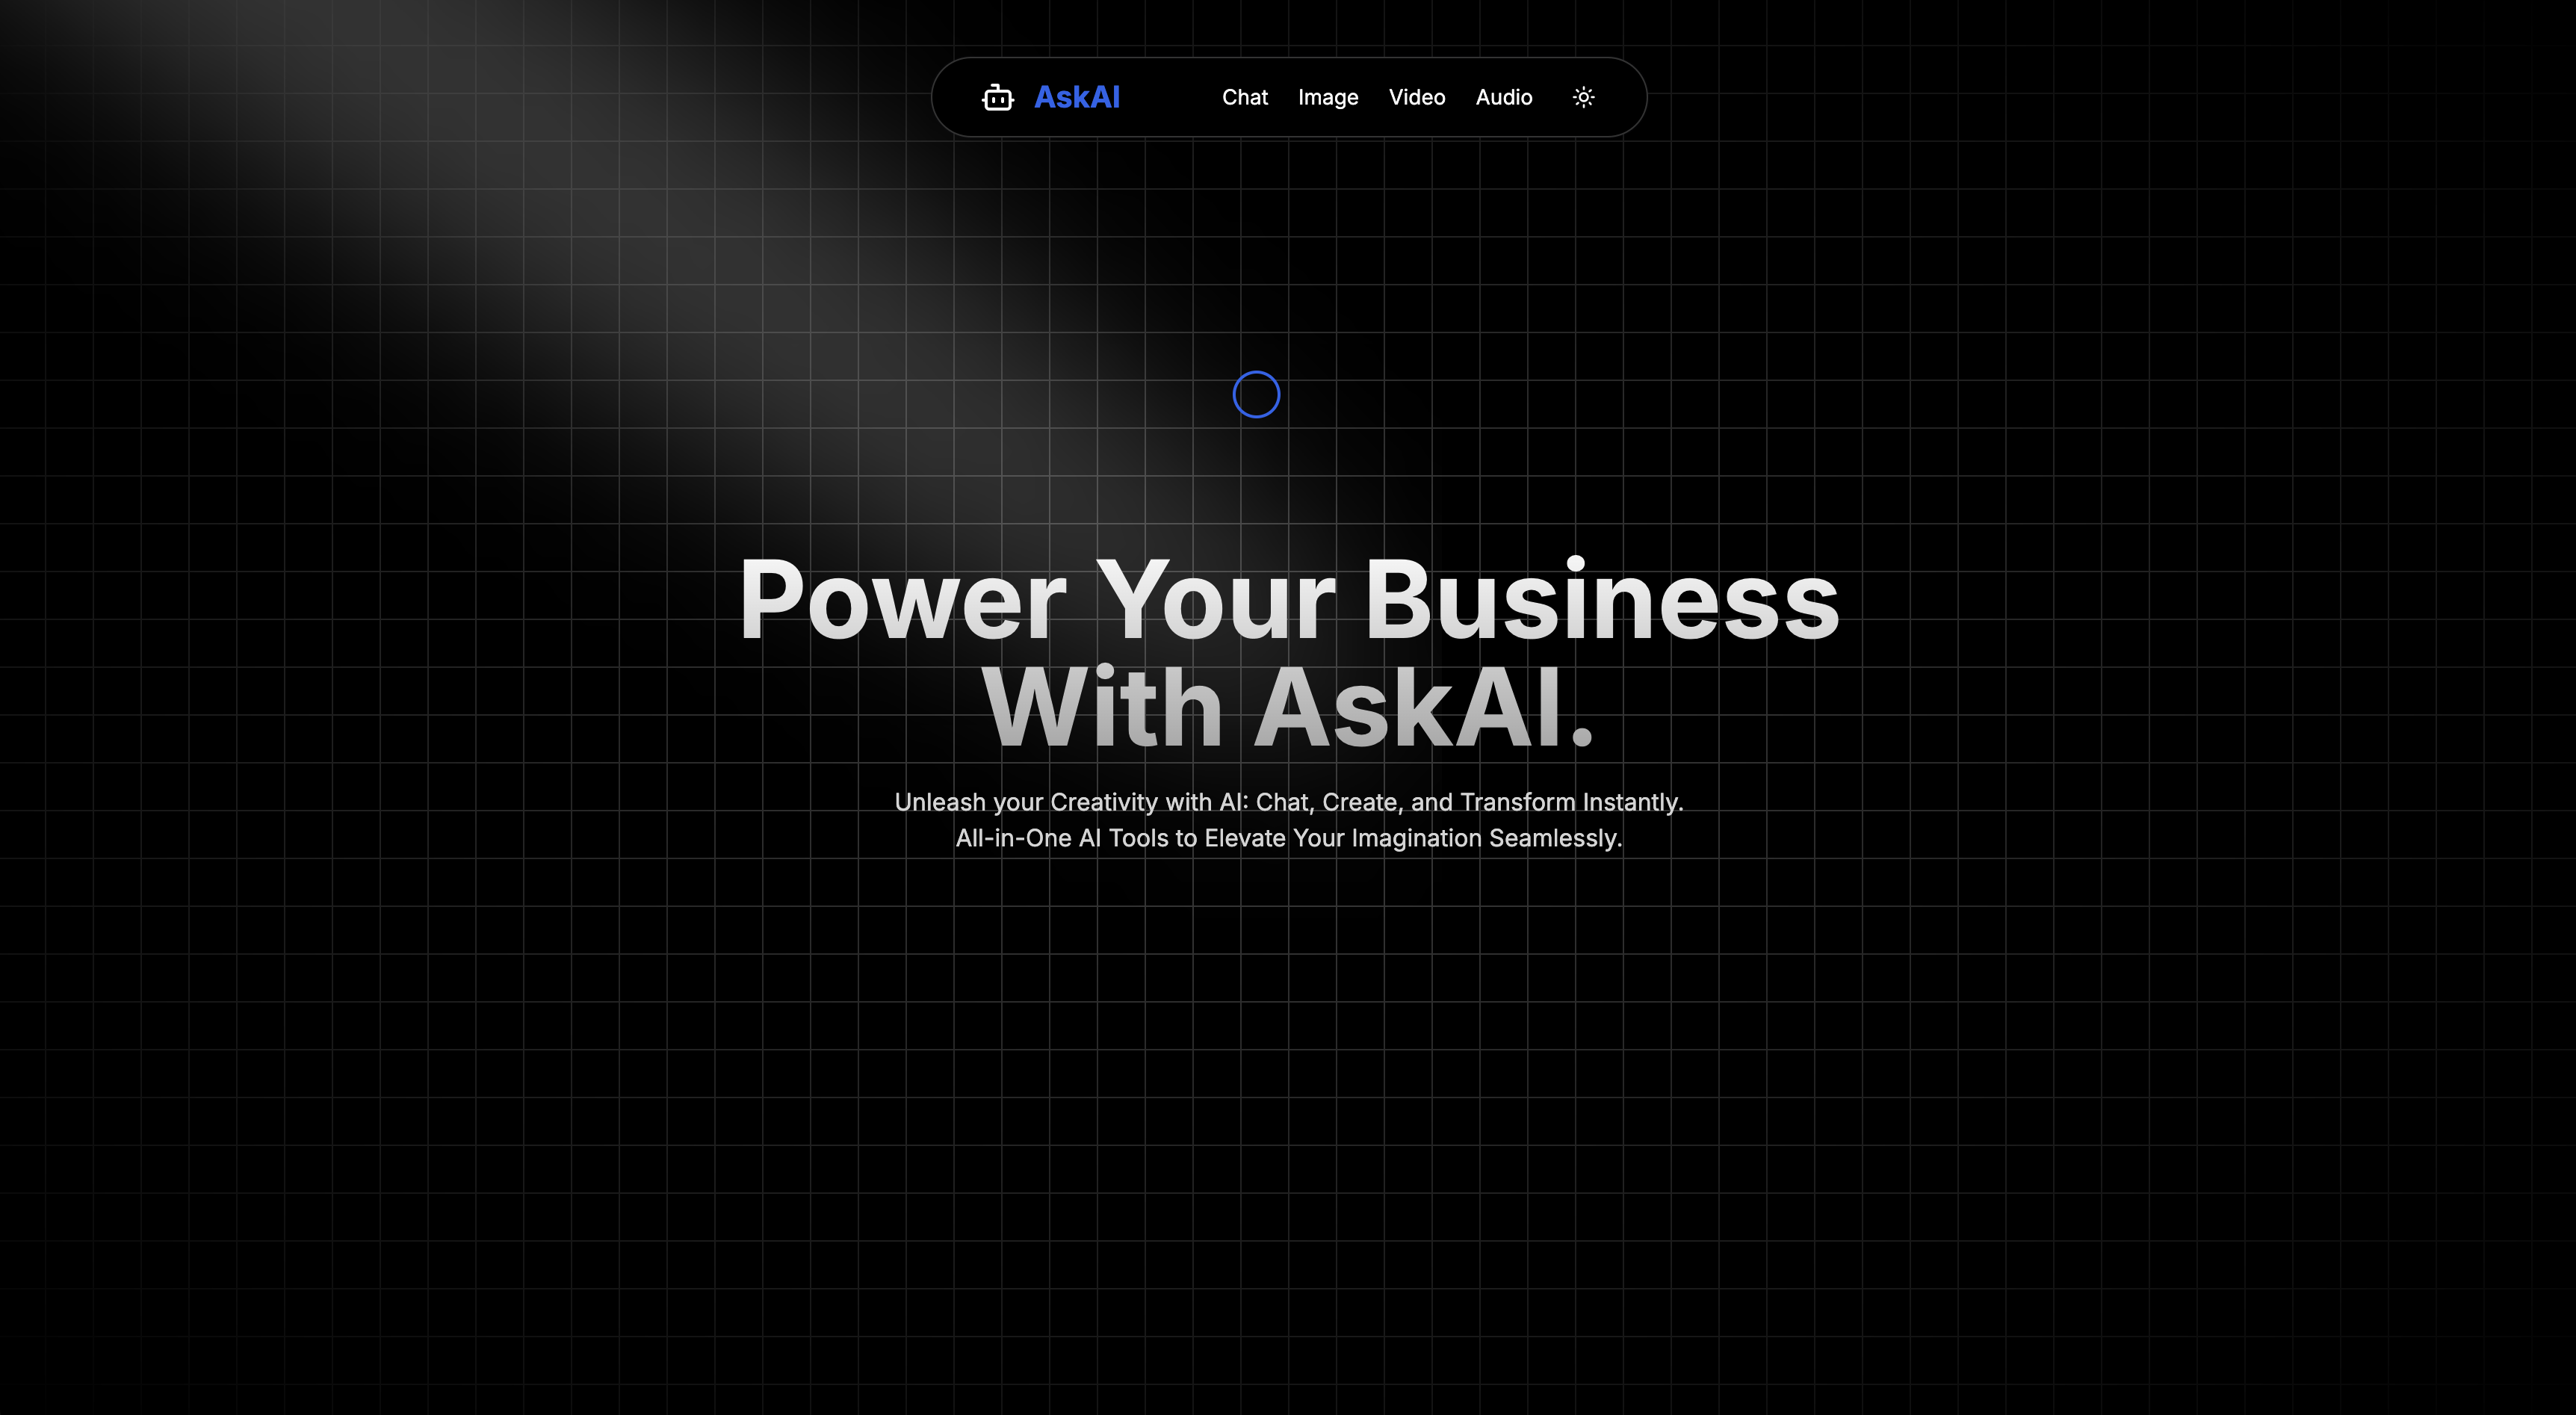 AskAI
Chat Image Video Audio
Power Your Business
With AskAI.
Unleash your Creativity with AI: Chat, Create, and Transform Instantly.
All-in-One AI Tools to Elevate Your Imagination Seamlessly.